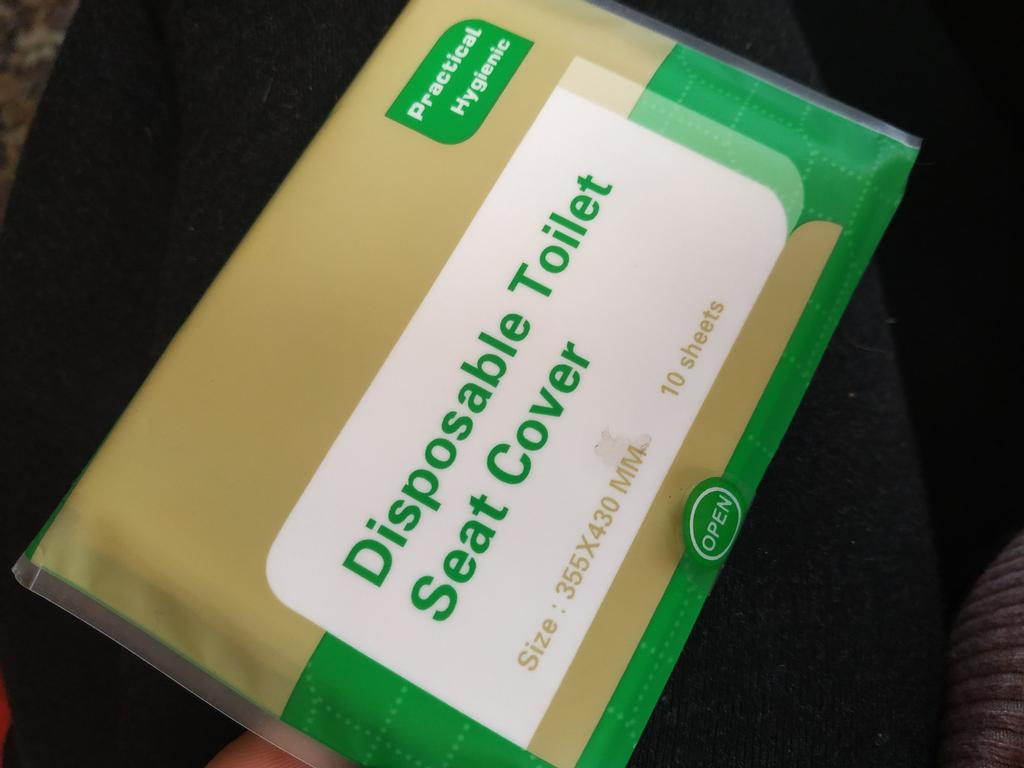 Practical
Hygienic
Disposable Toilet
Seat Cover
Size : 355X430 MM
10 sheets
OPEN